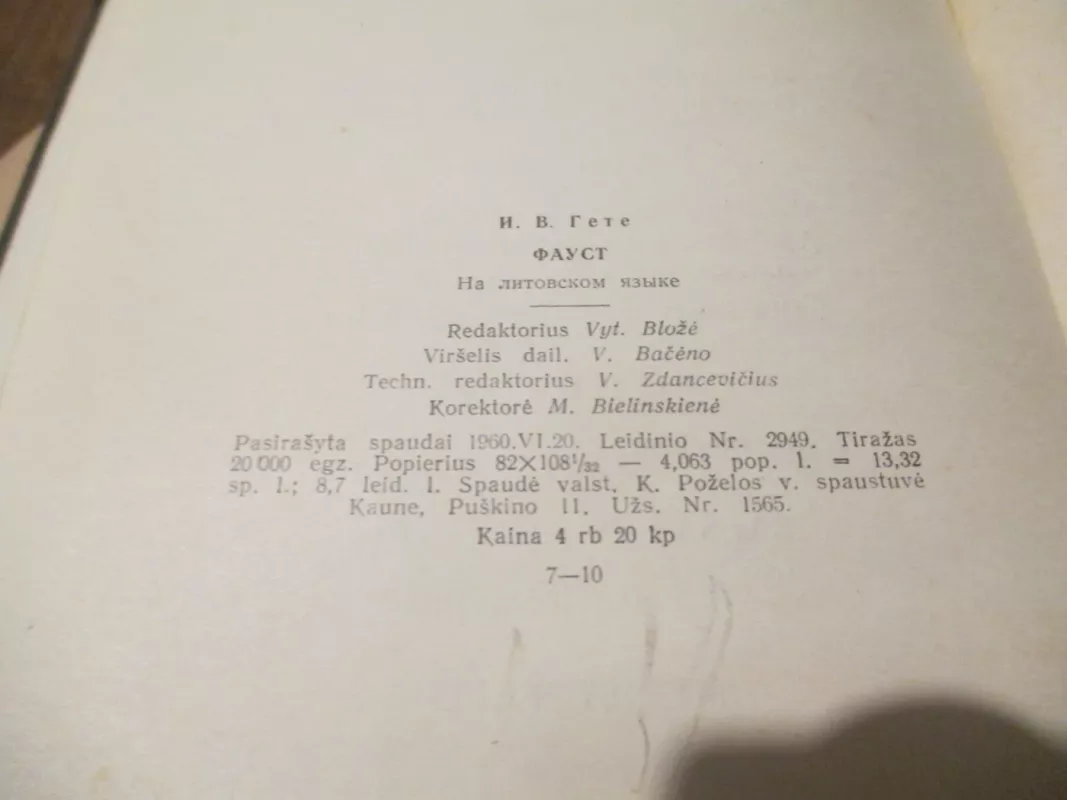 И. В. Гете
ФАУСТ
На литовском языке
Redaktorius Vyt. Bložė
Viršelis dail. V. Bačėno
Techn. redaktorius V. Zdancevičius
Korektorė M. Bielinskienė
Pasirašyta spaudai 1960.VI.20. Leidinio Nr. 2949. Tiražas
20 000 egz. Popierius 82×108¹/₃₂ — 4,063 pop. l. = 13,32
sp. l.; 8,7 leid. l. Spaudė valst. K. Poželos v. spaustuvė
Kaune, Puškino 11. Užs. Nr. 1565.
Kaina 4 rb 20 kp
7—10